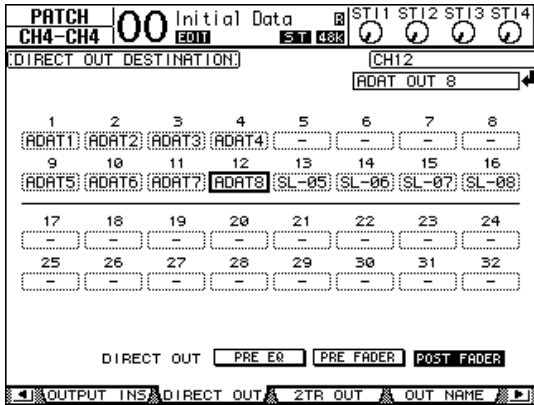 PATCH 00 Initial Data R ST11 ST12 ST13 ST14
CH4-CH4 EDIT ST 48k
DIRECT OUT DESTINATION CH12
ADAT OUT 8
1 2 3 4 5 6 7 8
ADAT1 ADAT2 ADAT3 ADAT4 - - - -
9 10 11 12 13 14 15 16
ADAT5 ADAT6 ADAT7 ADAT8 SL-05 SL-06 SL-07 SL-08
17 18 19 20 21 22 23 24
- - - - - - - -
25 26 27 28 29 30 31 32
- - - - - - - -
DIRECT OUT PRE EQ PRE FADER POST FADER
OUTPUT INS DIRECT OUT 2TR OUT OUT NAME